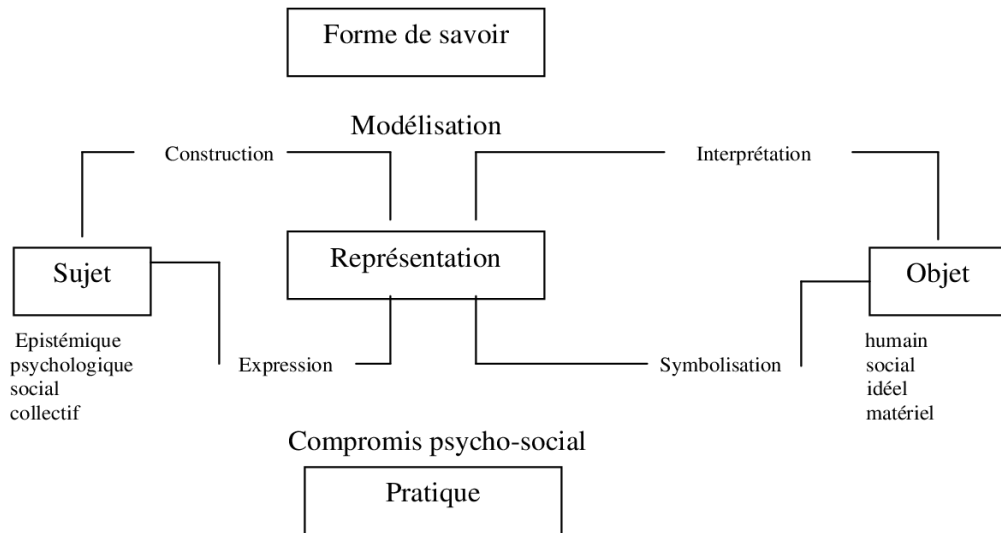 Forme de savoir
Modélisation
Construction
Interprétation
Sujet
Représentation
Objet
Epistémique
psychologique
social
collectif
Expression
Symbolisation
humain
social
idéel
matériel
Compromis psycho-social
Pratique